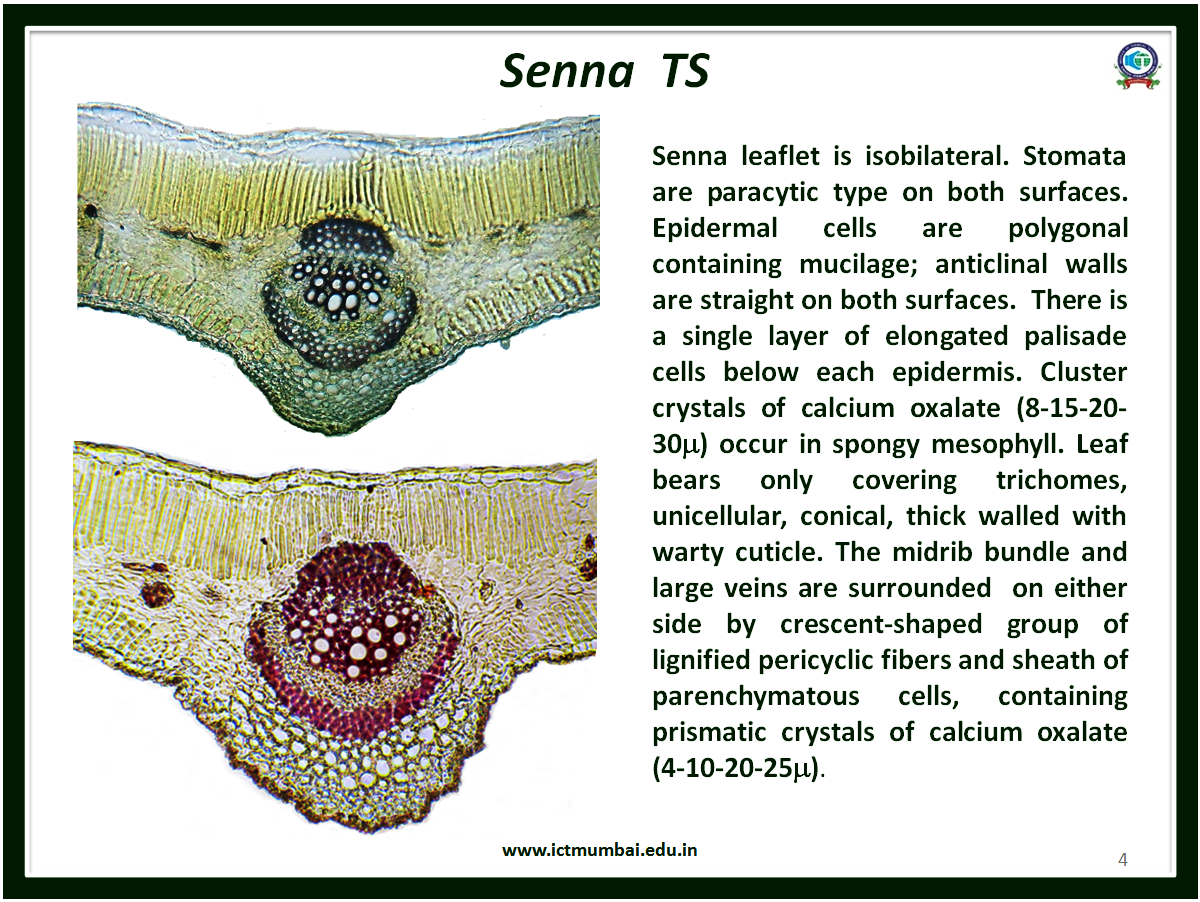 Senna TS
Senna leaflet is isobilateral. Stomata
are paracytic type on both surfaces.
Epidermal cells are polygonal
containing mucilage; anticlinal walls
are straight on both surfaces. There is
a single layer of elongated palisade
cells below each epidermis. Cluster
crystals of calcium oxalate (8-15-20-
30μ) occur in spongy mesophyll. Leaf
bears only covering trichomes,
unicellular, conical, thick walled with
warty cuticle. The midrib bundle and
large veins are surrounded on either
side by crescent-shaped group of
lignified pericyclic fibers and sheath of
parenchymatous cells, containing
prismatic crystals of calcium oxalate
(4-10-20-25μ).
www.ictmumbai.edu.in
4